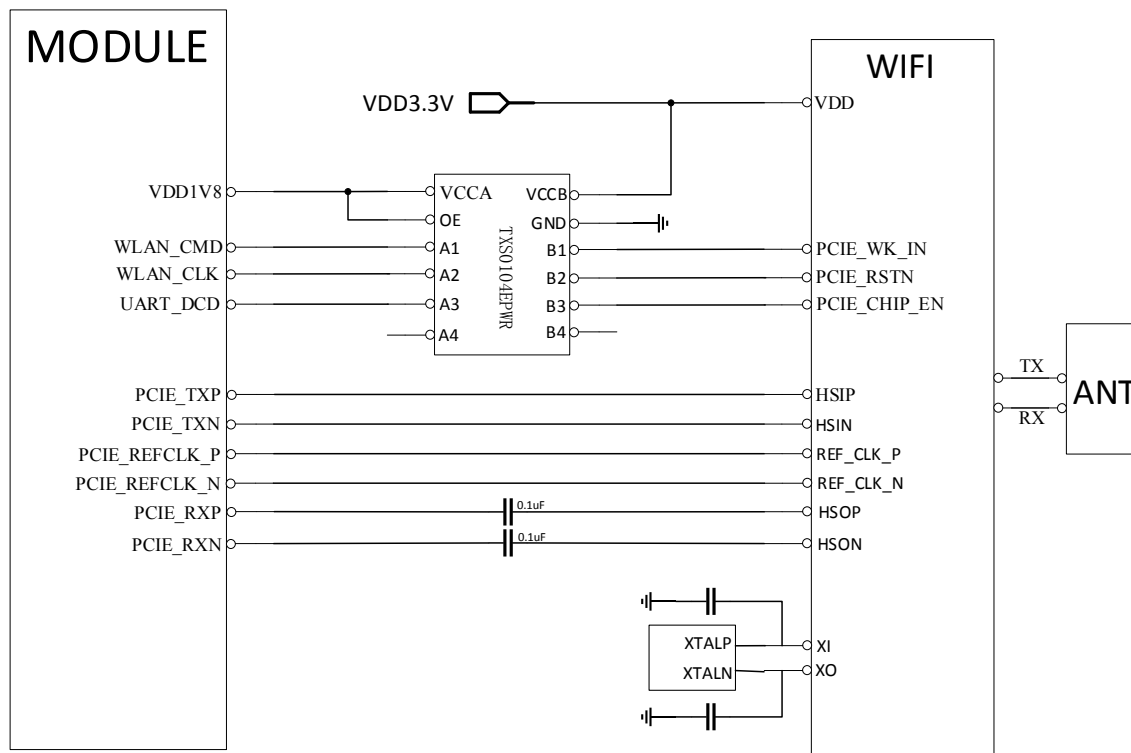 MODULE
WIFI
VDD3.3V
VDD
VDD1V8
VCCA
VCCB
OE
GND
WLAN_CMD
A1
B1
PCIE_WK_IN
WLAN_CLK
A2
B2
PCIE_RSTN
UART_DCD
A3
B3
PCIE_CHIP_EN
A4
B4
TXS0104EPWR
PCIE_TXP
HSIP
PCIE_TXN
HSIN
PCIE_REFCLK_P
REF_CLK_P
PCIE_REFCLK_N
REF_CLK_N
PCIE_RXP
0.1uF
HSOP
PCIE_RXN
0.1uF
HSON
TX
RX
ANT
XTALP
XI
XTALN
XO